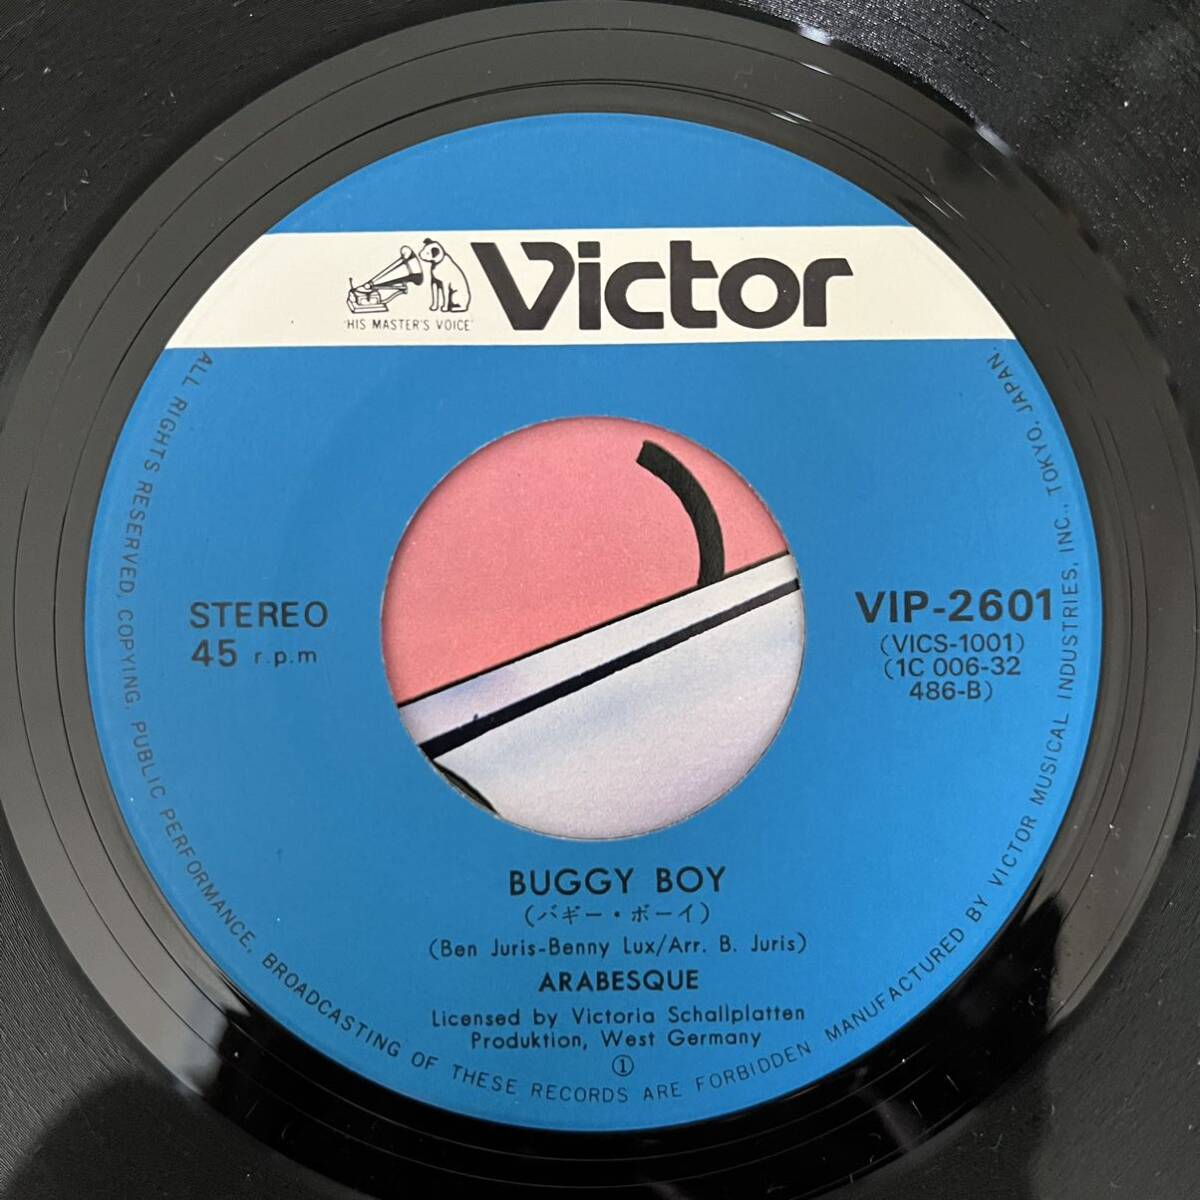 Victor
'HIS MASTER'S VOICE'
STEREO
45 r.p.m
VIP-2601
(VICS-1001)
(1C 006-32
486-B)
BUGGY BOY
(バギー・ボーイ)
(Ben Juris-Benny Lux/Arr. B. Juris)
ARABESQUE
Licensed by Victoria Schallplatten
Produktion, West Germany
①
ALL RIGHTS RESERVED, COPYING, PUBLIC PERFORMANCE, BROADCASTING OF THESE RECORDS ARE FORBIDDEN MANUFACTURED BY VICTOR MUSICAL INDUSTRIES, INC., TOKYO, JAPAN.